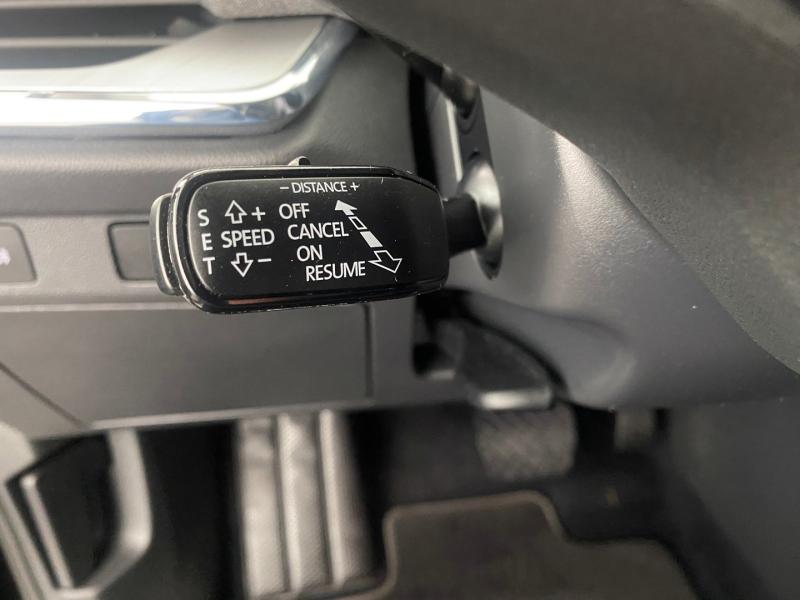 − DISTANCE +
S + OFF
E SPEED CANCEL
T − ON
RESUME